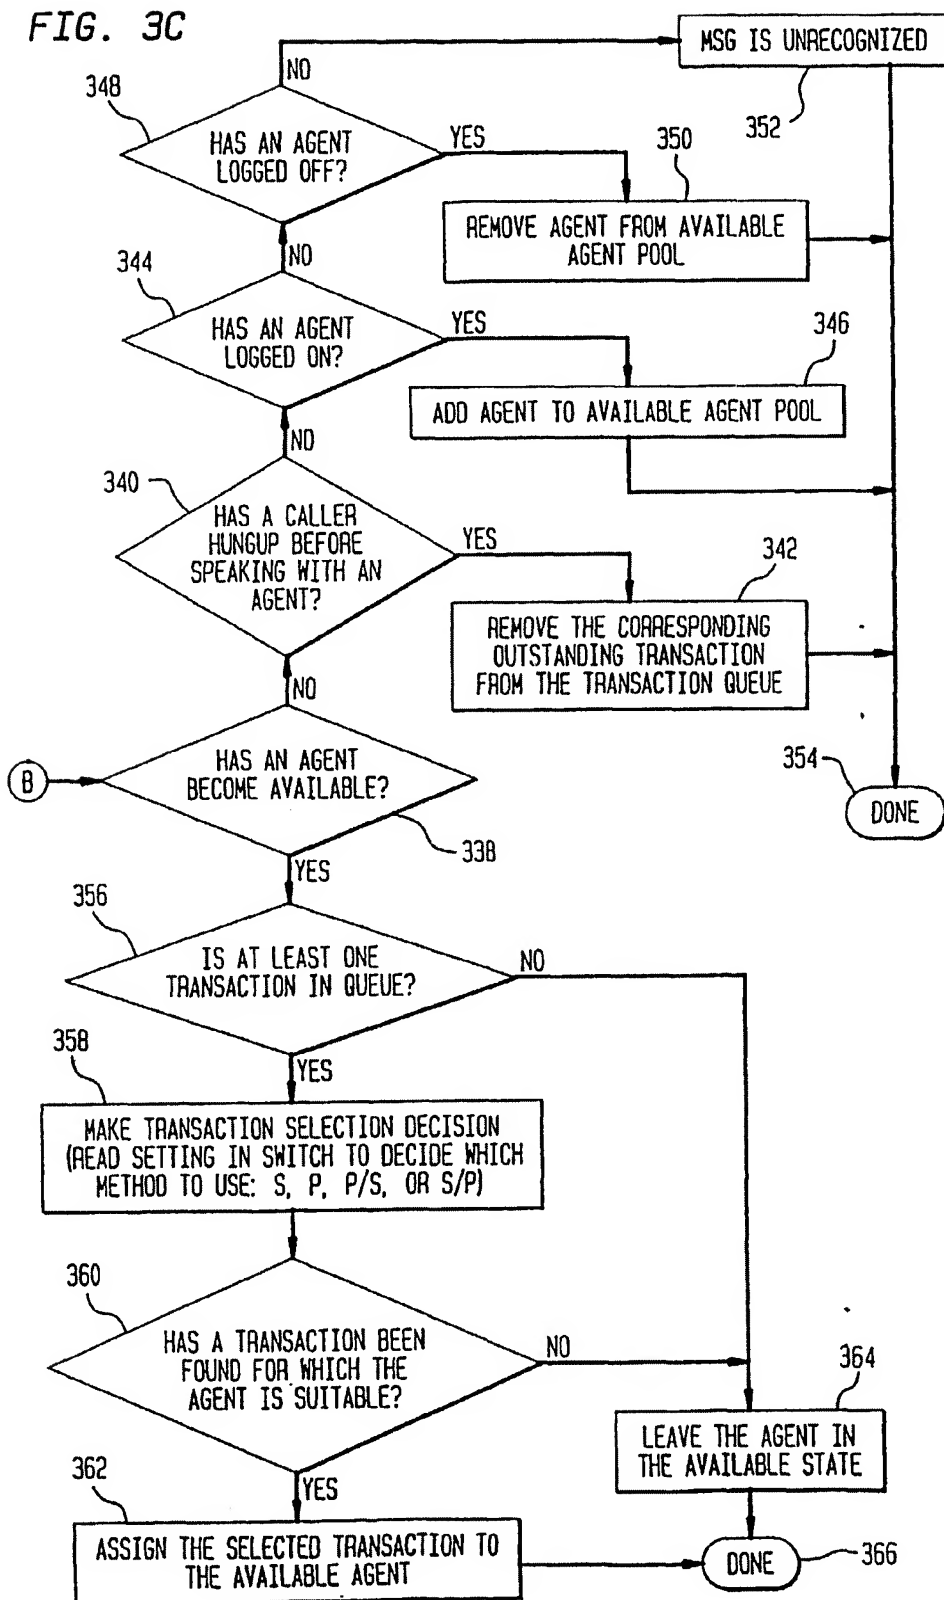 FIG. 3C
MSG IS UNRECOGNIZED
352
NO
348
HAS AN AGENT
LOGGED OFF?
YES
350
REMOVE AGENT FROM AVAILABLE
AGENT POOL
NO
344
HAS AN AGENT
LOGGED ON?
YES
346
ADD AGENT TO AVAILABLE AGENT POOL
NO
340
HAS A CALLER
HUNGUP BEFORE
SPEAKING WITH AN
AGENT?
YES
342
REMOVE THE CORRESPONDING
OUTSTANDING TRANSACTION
FROM THE TRANSACTION QUEUE
NO
B
HAS AN AGENT
BECOME AVAILABLE?
338
354
DONE
YES
356
IS AT LEAST ONE
TRANSACTION IN QUEUE?
NO
YES
358
MAKE TRANSACTION SELECTION DECISION
(READ SETTING IN SWITCH TO DECIDE WHICH
METHOD TO USE: S, P, P/S, OR S/P)
360
HAS A TRANSACTION BEEN
FOUND FOR WHICH THE
AGENT IS SUITABLE?
NO
364
LEAVE THE AGENT IN
THE AVAILABLE STATE
YES
362
ASSIGN THE SELECTED TRANSACTION TO
THE AVAILABLE AGENT
DONE
366